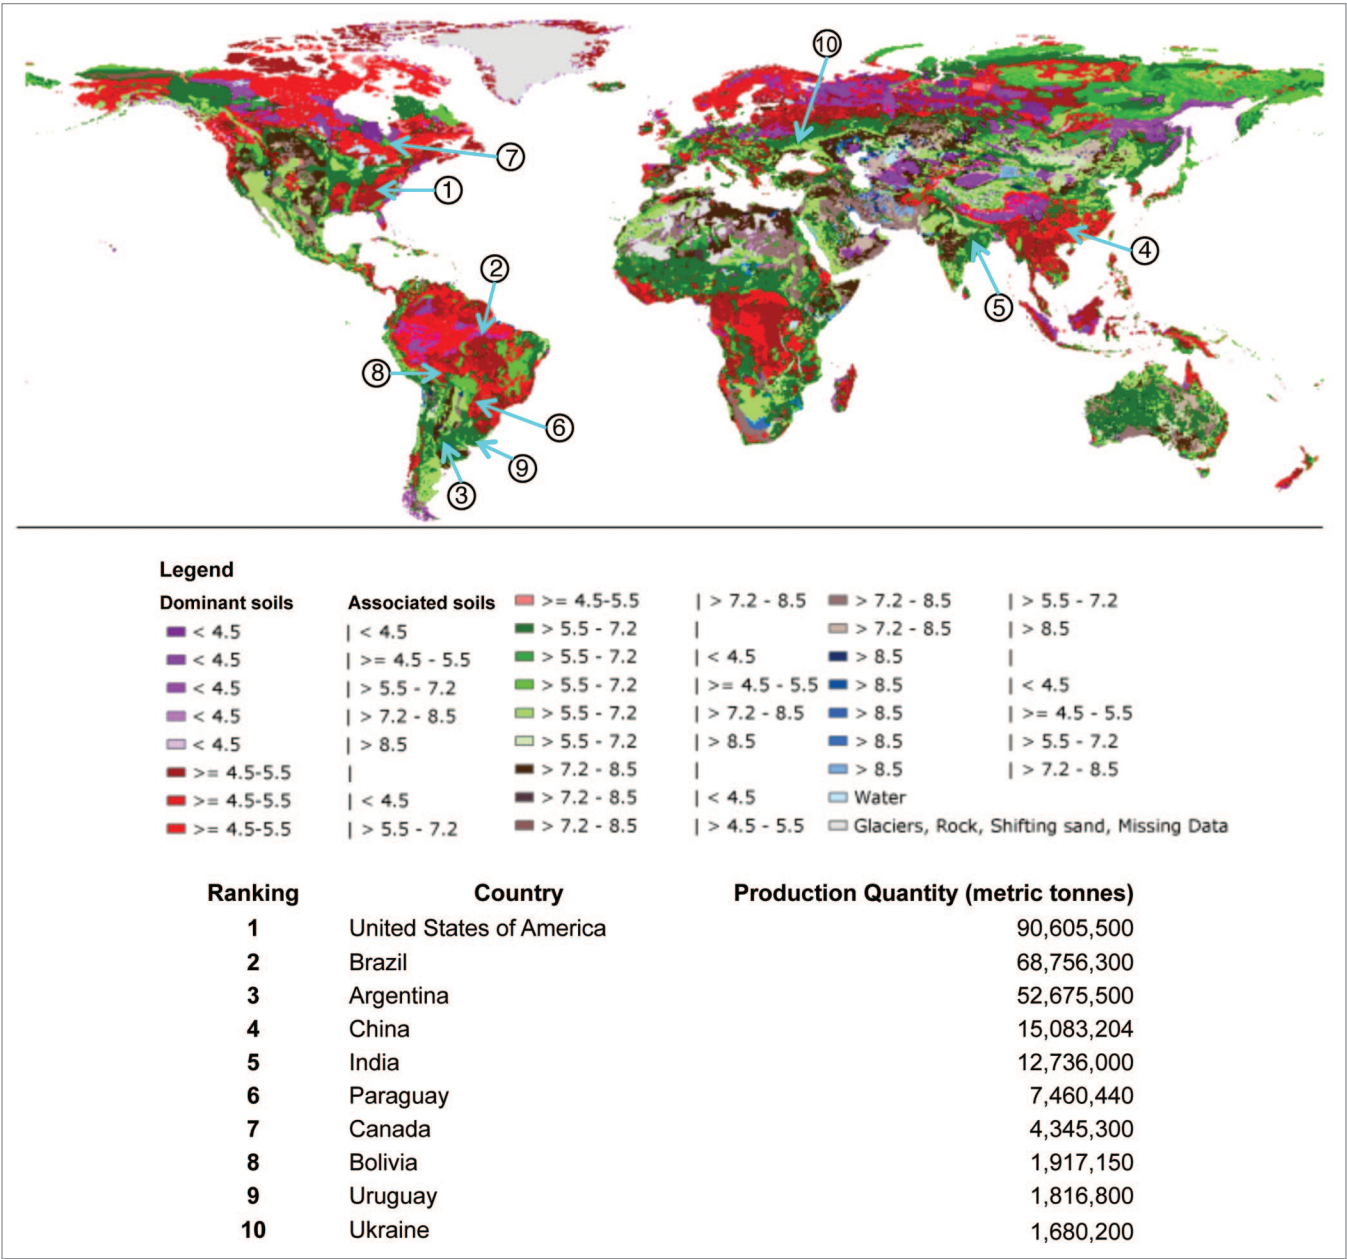 ⑩
⑦
①
④
②
⑤
⑧
⑥
⑨
③
Legend
Dominant soils
Associated soils
< 4.5 | < 4.5
< 4.5 | >= 4.5 - 5.5
< 4.5 | > 5.5 - 7.2
< 4.5 | > 7.2 - 8.5
< 4.5 | > 8.5
>= 4.5-5.5 |
>= 4.5-5.5 | < 4.5
>= 4.5-5.5 | > 5.5 - 7.2
>= 4.5-5.5 | > 7.2 - 8.5
> 5.5 - 7.2 |
> 5.5 - 7.2 | < 4.5
> 5.5 - 7.2 | >= 4.5 - 5.5
> 5.5 - 7.2 | > 7.2 - 8.5
> 5.5 - 7.2 | > 8.5
> 7.2 - 8.5 |
> 7.2 - 8.5 | < 4.5
> 7.2 - 8.5 | > 4.5 - 5.5
> 7.2 - 8.5 | > 5.5 - 7.2
> 7.2 - 8.5 | > 8.5
> 8.5 |
> 8.5 | < 4.5
> 8.5 | >= 4.5 - 5.5
> 8.5 | > 5.5 - 7.2
> 8.5 | > 7.2 - 8.5
Water
Glaciers, Rock, Shifting sand, Missing Data
Ranking Country Production Quantity (metric tonnes)
1 United States of America 90,605,500
2 Brazil 68,756,300
3 Argentina 52,675,500
4 China 15,083,204
5 India 12,736,000
6 Paraguay 7,460,440
7 Canada 4,345,300
8 Bolivia 1,917,150
9 Uruguay 1,816,800
10 Ukraine 1,680,200